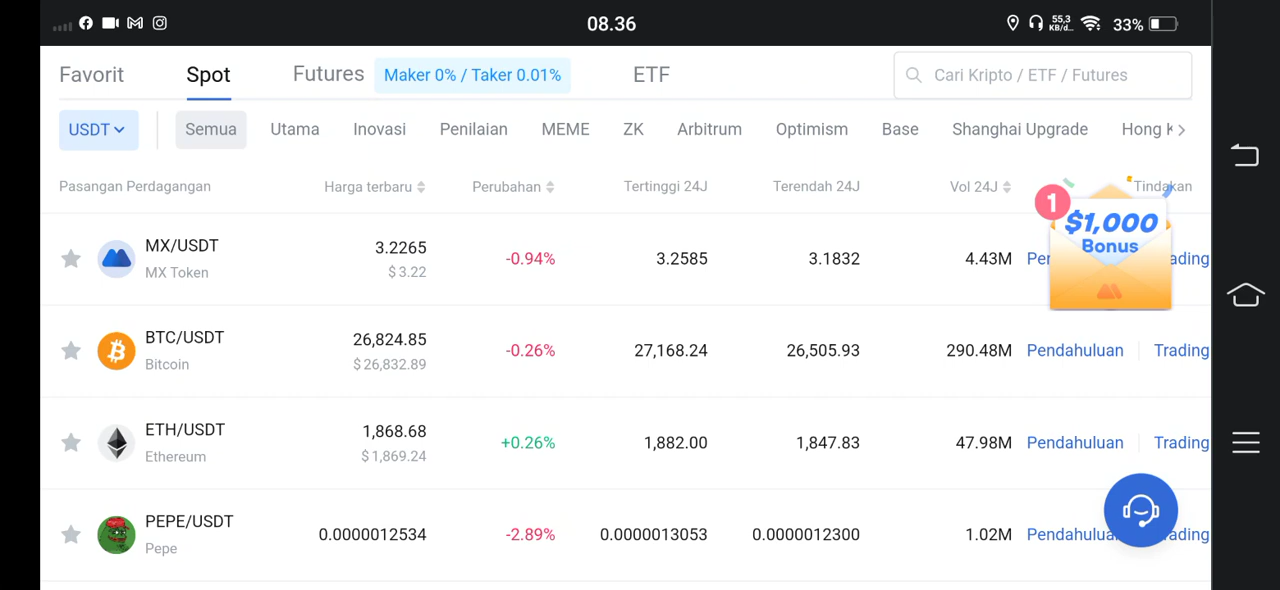 08.36
55,3
KB/d...
33%
Favorit
Spot
Futures
Maker 0% / Taker 0.01%
ETF
Cari Kripto / ETF / Futures
USDT
Semua
Utama
Inovasi
Penilaian
MEME
ZK
Arbitrum
Optimism
Base
Shanghai Upgrade
Hong K
Pasangan Perdagangan
Harga terbaru
Perubahan
Tertinggi 24J
Terendah 24J
Vol 24J
Tindakan
1
$1,000
Bonus
MX/USDT
MX Token
3.2265
$ 3.22
-0.94%
3.2585
3.1832
4.43M
Pe
ading
BTC/USDT
Bitcoin
26,824.85
$ 26,832.89
-0.26%
27,168.24
26,505.93
290.48M
Pendahuluan
Trading
ETH/USDT
Ethereum
1,868.68
$ 1,869.24
+0.26%
1,882.00
1,847.83
47.98M
Pendahuluan
Trading
PEPE/USDT
Pepe
0.0000012534
-2.89%
0.0000013053
0.0000012300
1.02M
Pendahulua
rading